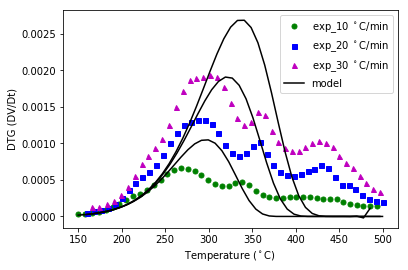 exp_10 °C/min
exp_20 °C/min
exp_30 °C/min
model
DTG (DV/Dt)
0.0025
0.0020
0.0015
0.0010
0.0005
0.0000
150 200 250 300 350 400 450 500
Temperature (°C)